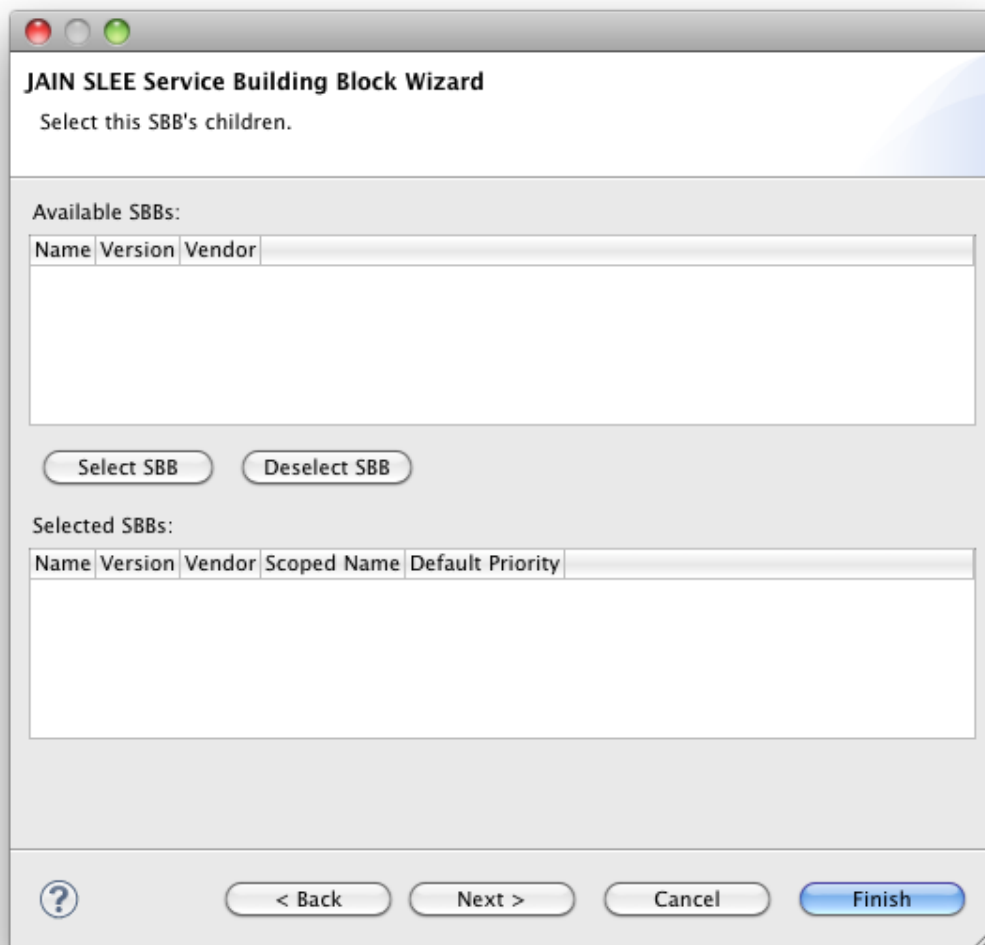 JAIN SLEE Service Building Block Wizard
Select this SBB's children.
Available SBBs:
Name Version Vendor
Select SBB Deselect SBB
Selected SBBs:
Name Version Vendor Scoped Name Default Priority
? < Back Next > Cancel Finish